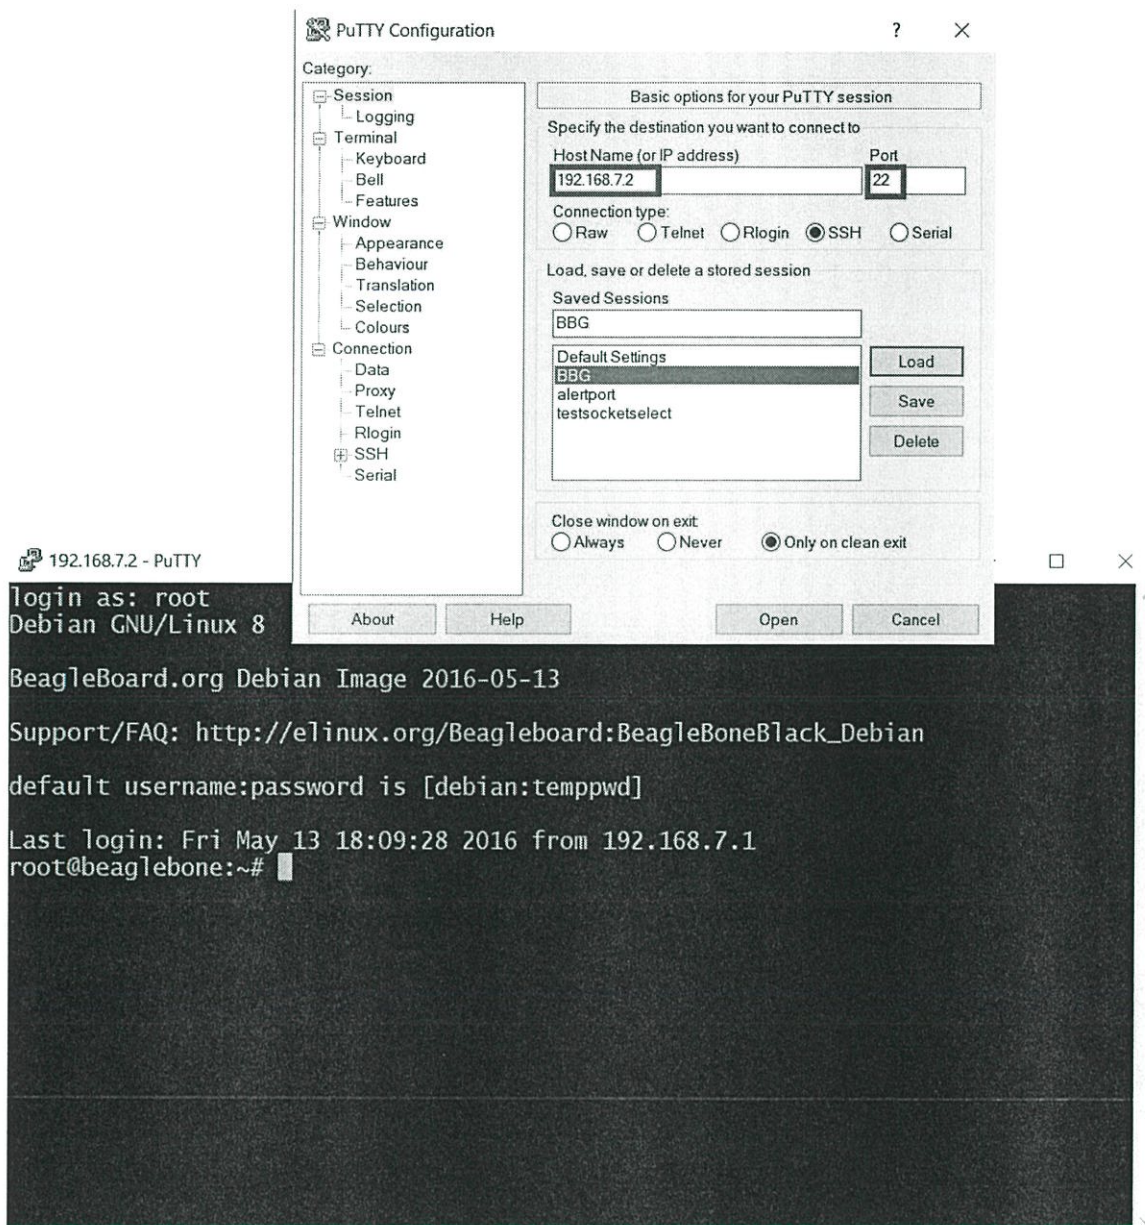 PuTTY Configuration
?
Category:
Session
Logging
Terminal
Keyboard
Bell
Features
Window
Appearance
Behaviour
Translation
Selection
Colours
Connection
Data
Proxy
Telnet
Rlogin
SSH
Serial
Basic options for your PuTTY session
Specify the destination you want to connect to
Host Name (or IP address) Port
192.168.7.2 22
Connection type:
Raw Telnet Rlogin SSH Serial
Load, save or delete a stored session
Saved Sessions
BBG
Default Settings
BBG
alertport
testsocketselect
Load
Save
Delete
Close window on exit:
Always Never Only on clean exit
About Help Open Cancel
192.168.7.2 - PuTTY
login as: root
Debian GNU/Linux 8
BeagleBoard.org Debian Image 2016-05-13
Support/FAQ: http://elinux.org/Beagleboard:BeagleBoneBlack_Debian
default username:password is [debian:temppwd]
Last login: Fri May 13 18:09:28 2016 from 192.168.7.1
root@beaglebone:~#